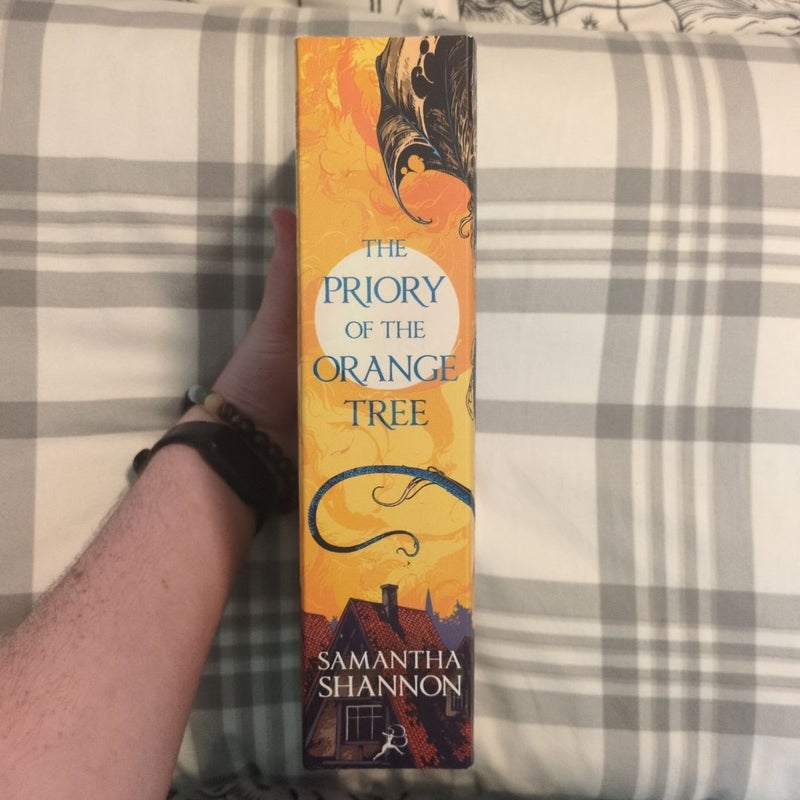 THE
PRIORY
OF THE
ORANGE
TREE
SAMANTHA
SHANNON
B